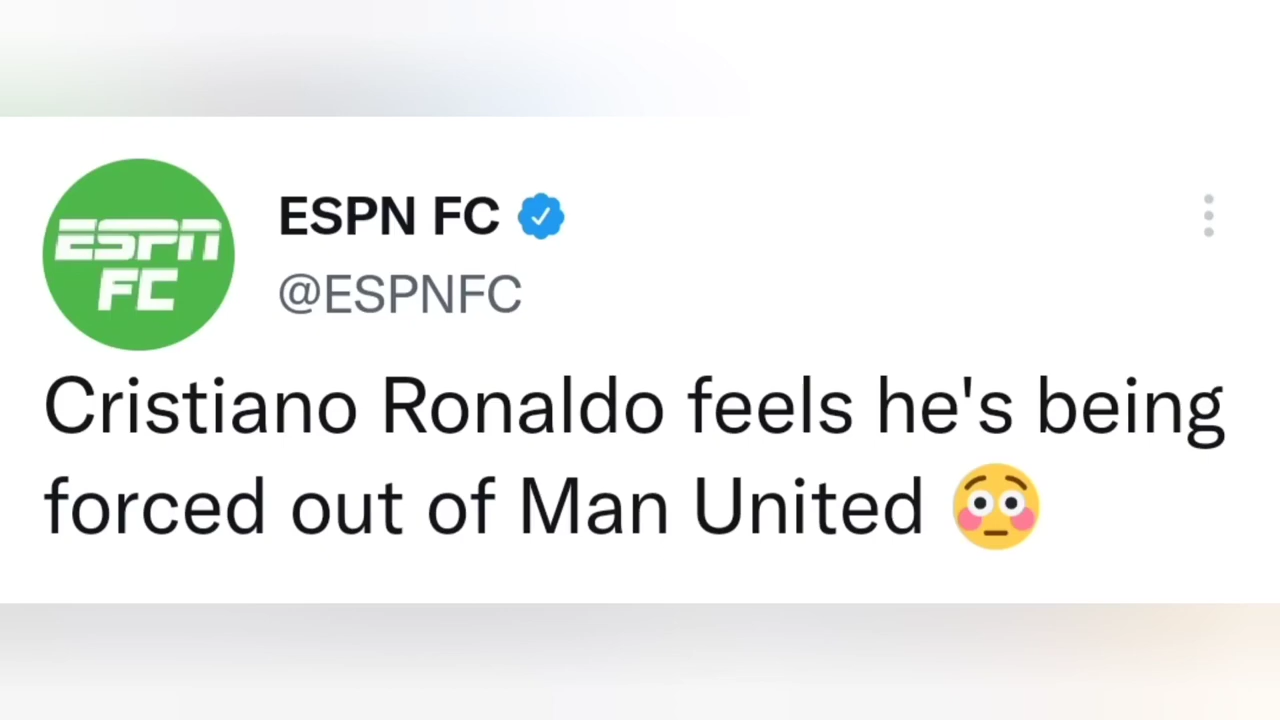 ESPN
FC
ESPN FC
@ESPNFC
Cristiano Ronaldo feels he's being
forced out of Man United 😳